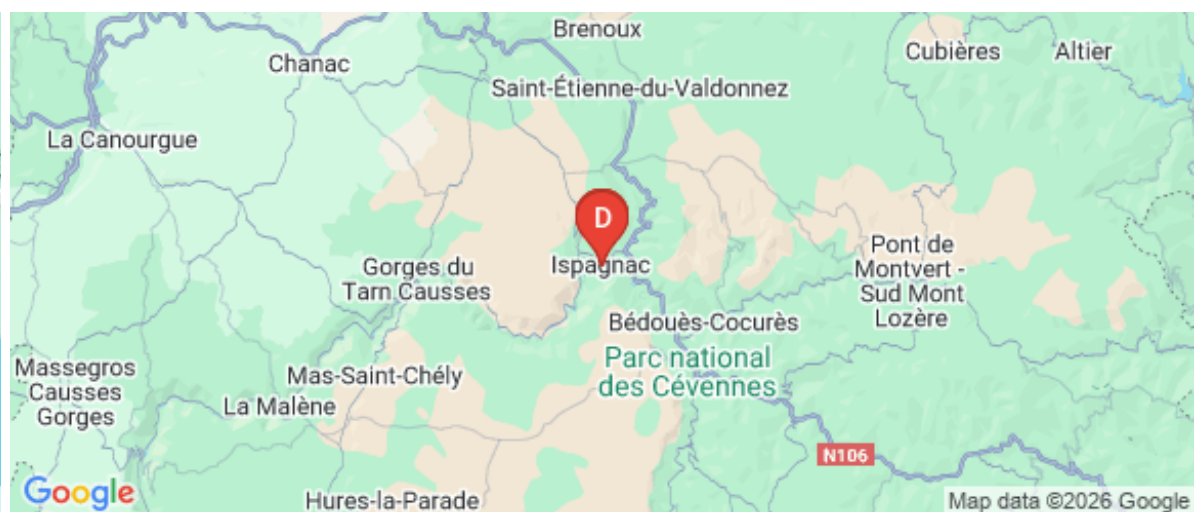 Brenoux
Cubières
Altier
Chanac
Saint-Étienne-du-Valdonnez
La Canourgue
D
Ispagnac
Gorges du
Tarn Causses
Pont de
Montvert -
Sud Mont
Lozère
Bédouès-Cocurès
Parc national
des Cévennes
Massegros
Causses
Gorges
Mas-Saint-Chély
La Malène
N106
Hures-la-Parade
Google
Map data ©2026 Google